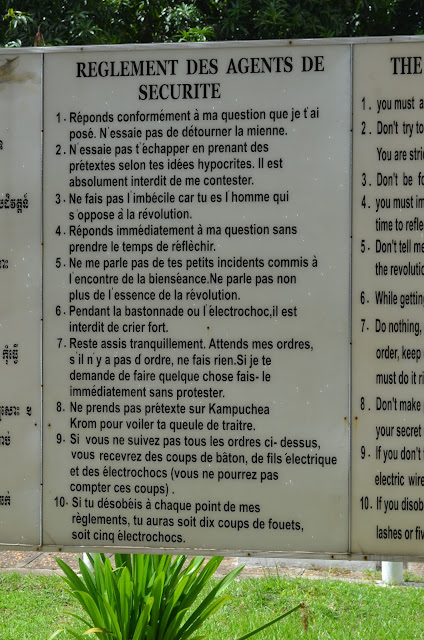 REGLEMENT DES AGENTS DE
SECURITE
1. Réponds conformément à ma question que je t'ai
posé. N'essaie pas de détourner la mienne.
2. N'essaie pas t'échapper en prenant des
prétextes selon tes idées hypocrites. Il est
absolument interdit de me contester.
3. Ne fais pas l'imbécile car tu es l'homme qui
s'oppose à la révolution.
4. Réponds immédiatement à ma question sans
prendre le temps de réflèchir.
5. Ne me parle pas de tes petits incidents commis à
l'encontre de la bienséance.Ne parle pas non
plus de l'essence de la révolution.
6. Pendant la bastonnade ou l'électrochoc,il est
interdit de crier fort.
7. Reste assis tranquillement. Attends mes ordres,
s'il n'y a pas d'ordre, ne fais rien.Si je te
demande de faire quelque chose fais- le
immédiatement sans protester.
8. Ne prends pas prètexte sur Kampuchea
Krom pour voiler ta queule de traître.
9. Si vous ne suivez pas tous les ordres ci- dessus,
vous recevrez des coups de bâton, de fils électrique
et des électrochocs (vous ne pourrez pas
compter ces coups) .
10. Si tu désobéis à chaque point de mes
règlements, tu auras soit dix coups de fouets,
soit cinq électrochocs.
THE
1. you must a
2. Don't try to
You are stric
3. Don't be fo
4. you must im
time to refle
5. Don't tell me
the revolutio
6. While gettin
7. Do nothing,
order, keep
must do it ri
8. Don't make
your secret
9. If you don't
electric wire
10. If you disob
lashes or fiv